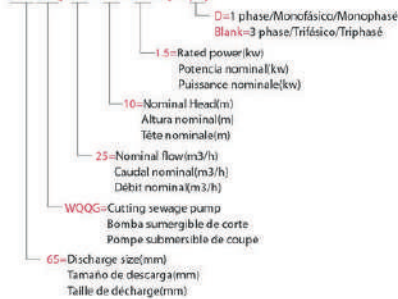 D=1 phase/Monofásico/Monophasé
Blank=3 phase/Trifásico/Triphasé
1.5=Rated power(kw)
Potencia nominal(kw)
Puissance nominale(kw)
10=Nominal Head(m)
Altura nominal(m)
Tête nominale(m)
25=Nominal flow(m3/h)
Caudal nominal(m3/h)
Débit nominal(m3/h)
WQQG=Cutting sewage pump
Bomba sumergible de corte
Pompe submersible de coupe
65=Discharge size(mm)
Tamaño de descarga(mm)
Taille de décharge(mm)